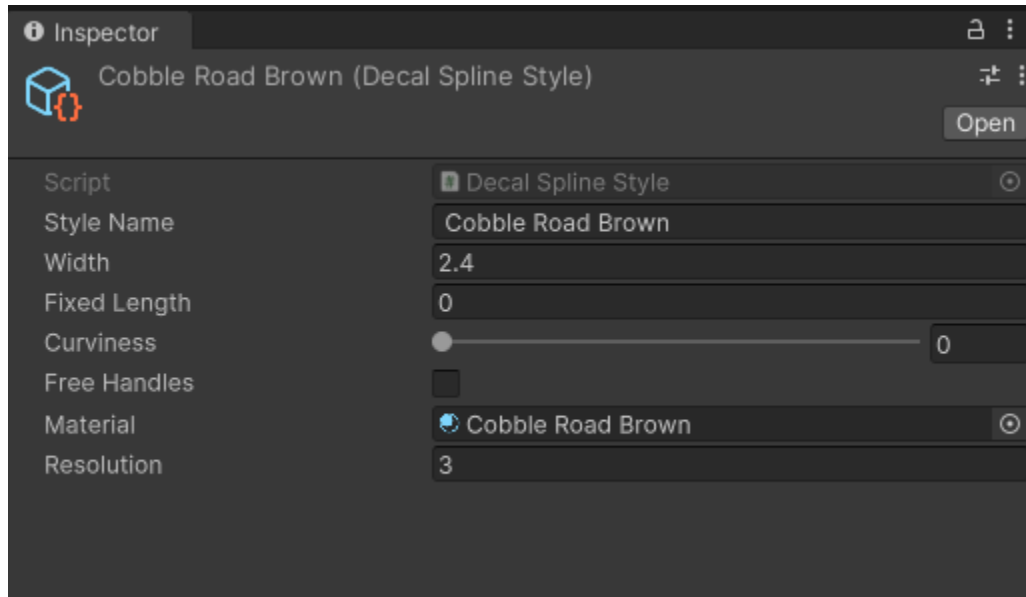 Inspector
Cobble Road Brown (Decal Spline Style)
Open
Script Decal Spline Style
Style Name Cobble Road Brown
Width 2.4
Fixed Length 0
Curviness 0
Free Handles
Material Cobble Road Brown
Resolution 3